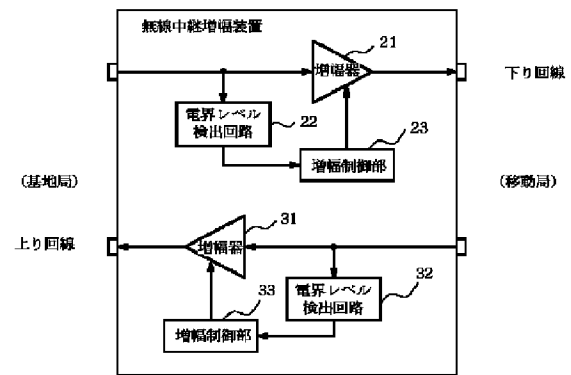 無線中継増幅装置
21
増幅器
下り回線
電界レベル
検出回路
22
23
増幅制御部
(基地局)
(移動局)
31
上り回線
増幅器
32
33
電界レベル
検出回路
増幅制御部